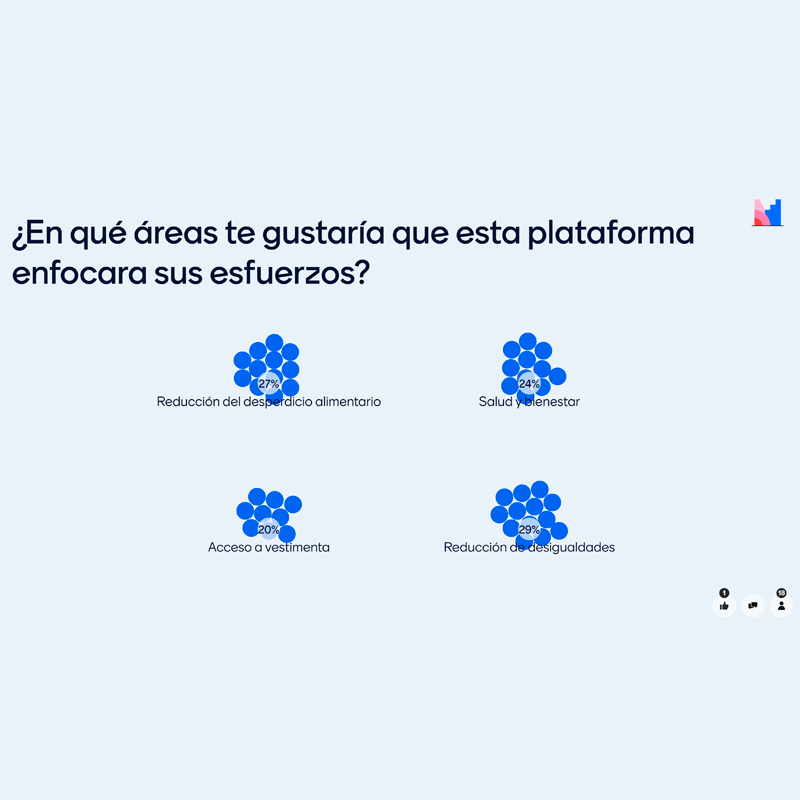 ¿En qué áreas te gustaría que esta plataforma
enfocara sus esfuerzos?
27%
Reducción del desperdicio alimentario
24%
Salud y bienestar
20%
Acceso a vestimenta
29%
Reducción de desigualdades
1
18